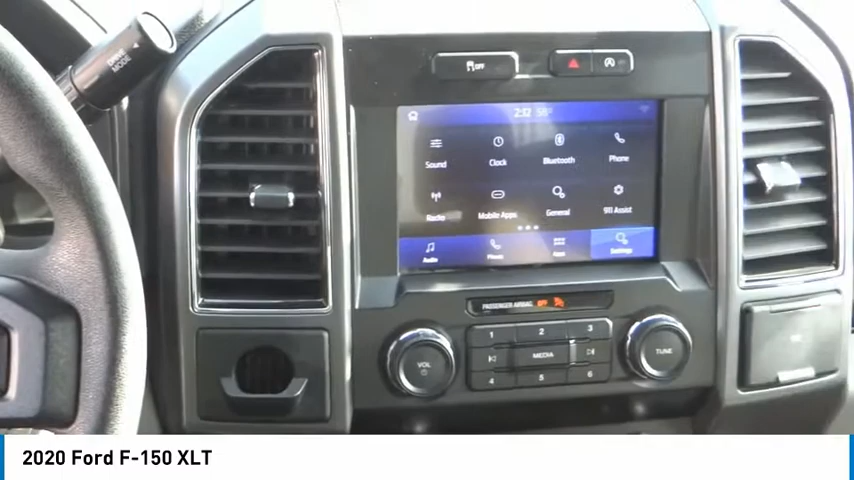 DRIVE
MODE
OFF
2:12 58°
Sound Clock Bluetooth Phone
Radio Mobile Apps General 911 Assist
Audio Phone Apps Settings
PASSENGER AIRBAG OFF
1 2 3
VOL MEDIA TUNE
4 5 6
2020 Ford F-150 XLT